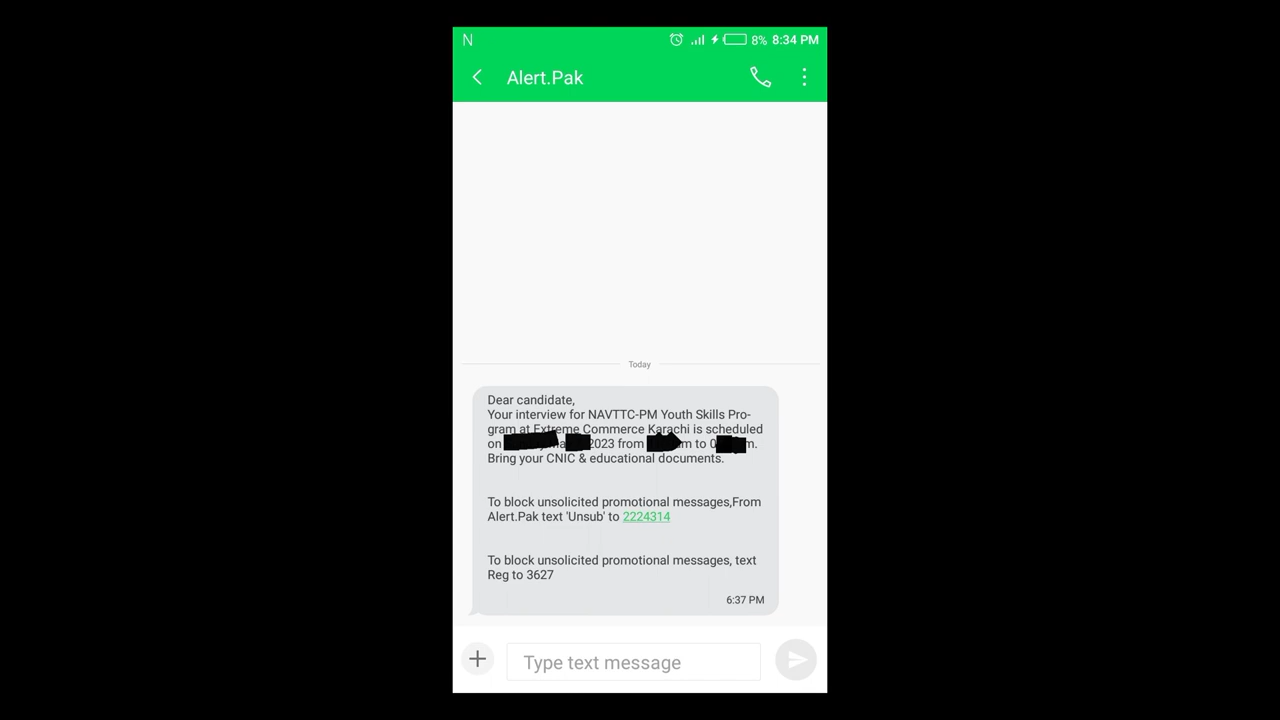 N 8% 8:34 PM
Alert.Pak
Today
Dear candidate,
Your interview for NAVTTC-PM Youth Skills Pro-
gram at Extreme Commerce Karachi is scheduled
on 2023 from to
Bring your CNIC & educational documents.
To block unsolicited promotional messages,From
Alert.Pak text 'Unsub' to 2224314
To block unsolicited promotional messages, text
Reg to 3627
6:37 PM
Type text message